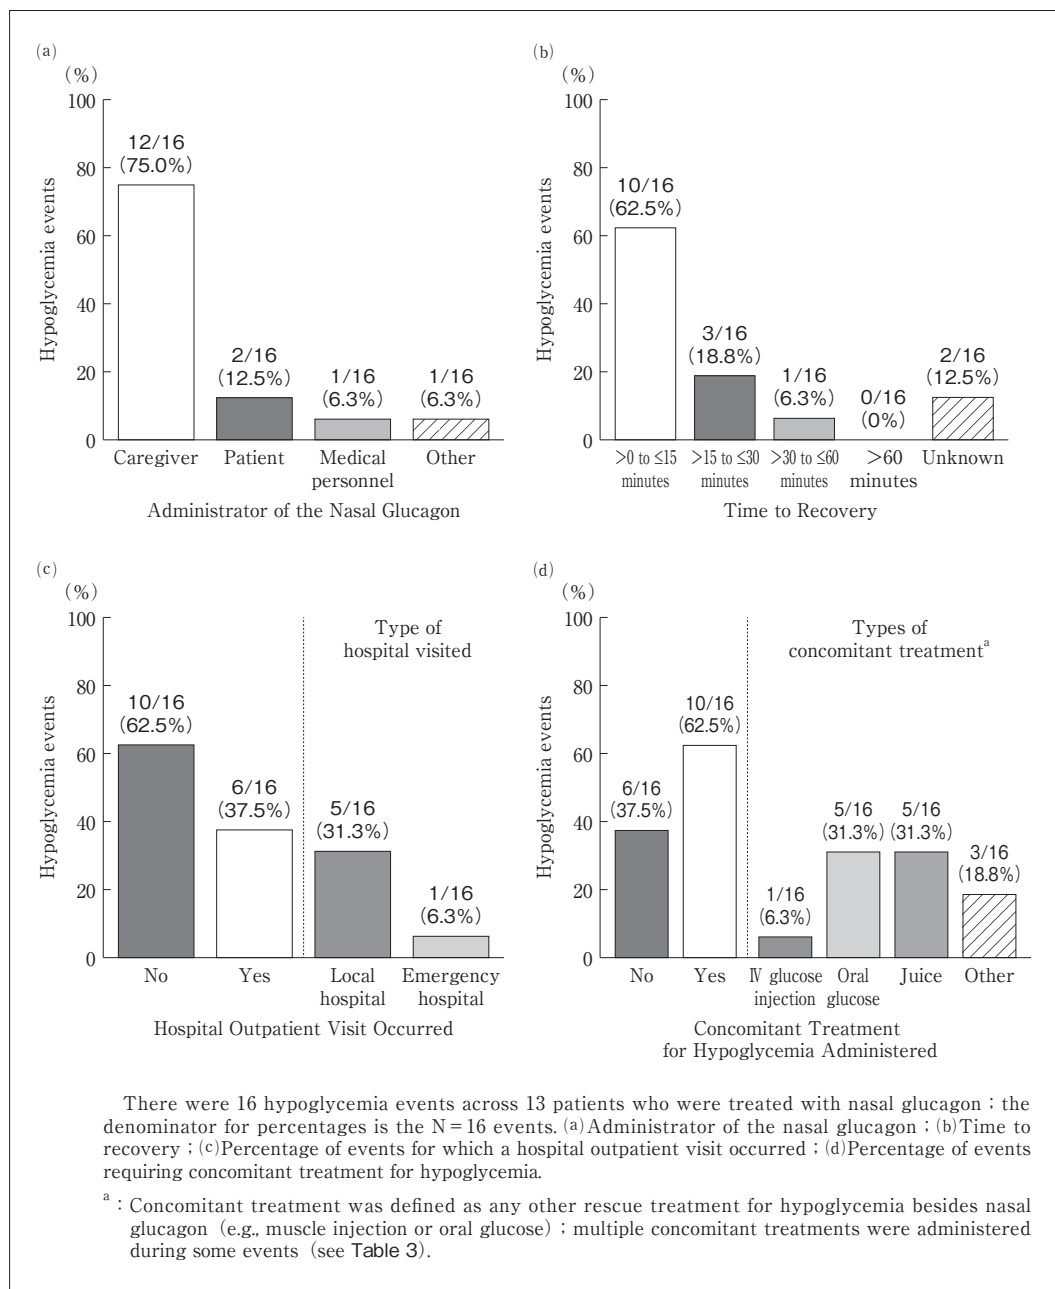 (a)
(%)
100
80
60
40
20
0
Hypoglycemia events
12/16
(75.0%)
2/16
(12.5%)
1/16
(6.3%)
1/16
(6.3%)
Caregiver Patient Medical personnel Other
Administrator of the Nasal Glucagon
(b)
(%)
100
80
60
40
20
0
Hypoglycemia events
10/16
(62.5%)
3/16
(18.8%)
1/16
(6.3%)
0/16
(0%)
2/16
(12.5%)
>0 to ≤15 >15 to ≤30 >30 to ≤60 >60 Unknown
minutes minutes minutes minutes
Time to Recovery
(c)
(%)
100
80
60
40
20
0
Hypoglycemia events
Type of
hospital visited
10/16
(62.5%)
6/16
(37.5%)
5/16
(31.3%)
1/16
(6.3%)
No Yes Local Emergency
hospital hospital
Hospital Outpatient Visit Occurred
(d)
(%)
100
80
60
40
20
0
Hypoglycemia events
Types of
concomitant treatmentᵃ
6/16
(37.5%)
10/16
(62.5%)
1/16
(6.3%)
5/16
(31.3%)
5/16
(31.3%)
3/16
(18.8%)
No Yes IV glucose Oral Juice Other
injection glucose
Concomitant Treatment
for Hypoglycemia Administered
There were 16 hypoglycemia events across 13 patients who were treated with nasal glucagon ; the
denominator for percentages is the N = 16 events. (a)Administrator of the nasal glucagon ; (b)Time to
recovery ; (c)Percentage of events for which a hospital outpatient visit occurred ; (d)Percentage of events
requiring concomitant treatment for hypoglycemia.
ᵃ : Concomitant treatment was defined as any other rescue treatment for hypoglycemia besides nasal
glucagon (e.g., muscle injection or oral glucose) ; multiple concomitant treatments were administered
during some events (see Table 3).